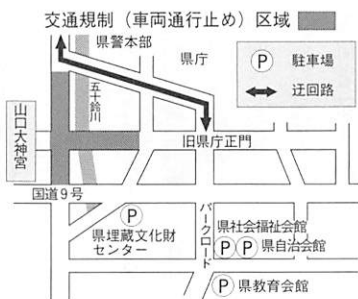 交通規制（車両通行止め）区域
県警本部
県庁
P 駐車場
迂回路
五十鈴川
山口大神宮
旧県庁正門
国道9号
P
県埋蔵文化財
センター
パークロード
県社会福祉会館
P P 県自治会館
P 県教育会館